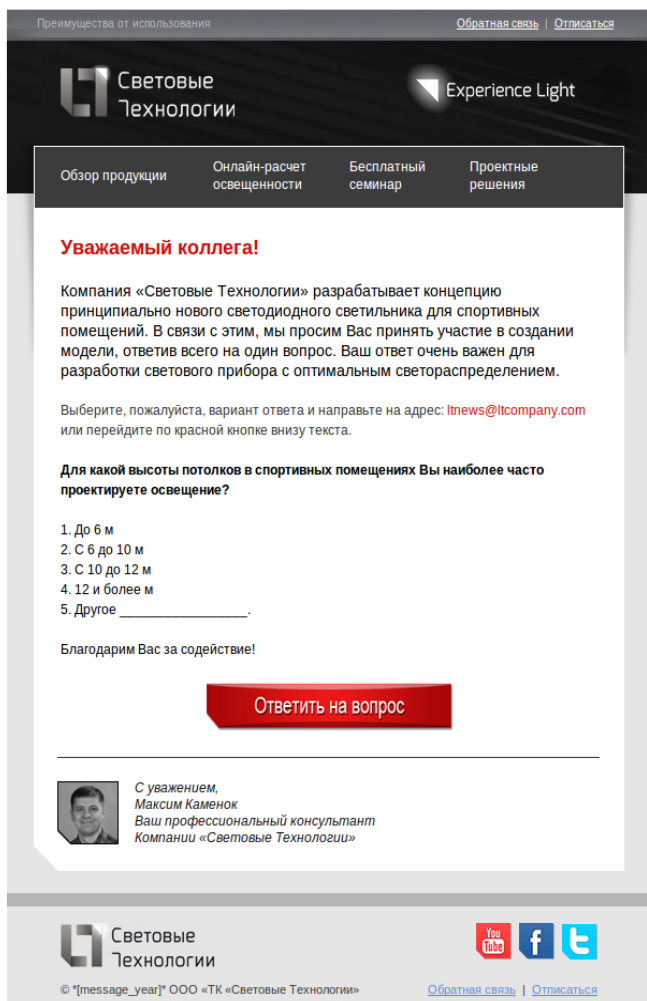 Преимущества от использования
Обратная связь | Отписаться
Световые
Технологии
Experience Light
Обзор продукции
Онлайн-расчет
освещенности
Бесплатный
семинар
Проектные
решения
Уважаемый коллега!
Компания «Световые Технологии» разрабатывает концепцию
принципиально нового светодиодного светильника для спортивных
помещений. В связи с этим, мы просим Вас принять участие в создании
модели, ответив всего на один вопрос. Ваш ответ очень важен для
разработки светового прибора с оптимальным светораспределением.
Выберите, пожалуйста, вариант ответа и направьте на адрес: ltnews@ltcompany.com
или перейдите по красной кнопке внизу текста.
Для какой высоты потолков в спортивных помещениях Вы наиболее часто
проектируете освещение?
1. До 6 м
2. С 6 до 10 м
3. С 10 до 12 м
4. 12 и более м
5. Другое __________________.
Благодарим Вас за содействие!
Ответить на вопрос
С уважением,
Максим Каменок
Ваш профессиональный консультант
Компании «Световые Технологии»
Световые
Технологии
You
Tube
© *[message_year]* ООО «ТК «Световые Технологии»
Обратная связь | Отписаться